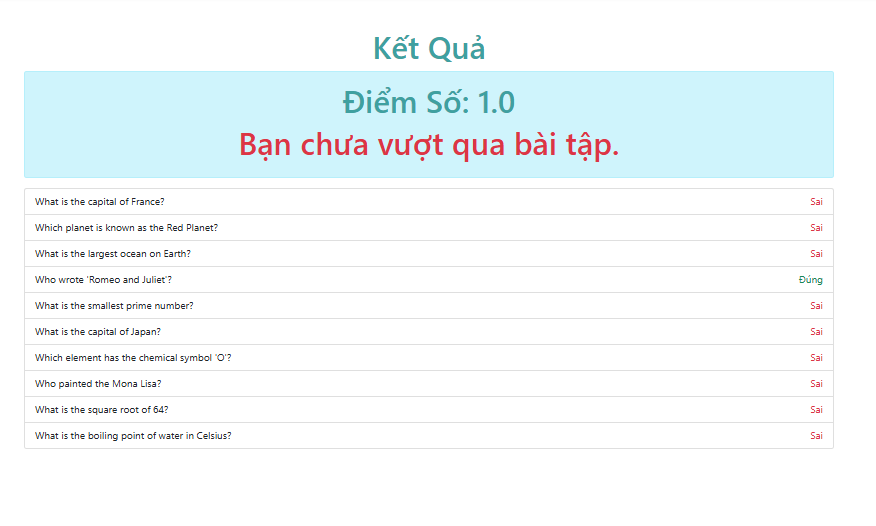 Kết Quả
Điểm Số: 1.0
Bạn chưa vượt qua bài tập.
What is the capital of France? Sai
Which planet is known as the Red Planet? Sai
What is the largest ocean on Earth? Sai
Who wrote 'Romeo and Juliet'? Đúng
What is the smallest prime number? Sai
What is the capital of Japan? Sai
Which element has the chemical symbol 'O'? Sai
Who painted the Mona Lisa? Sai
What is the square root of 64? Sai
What is the boiling point of water in Celsius? Sai